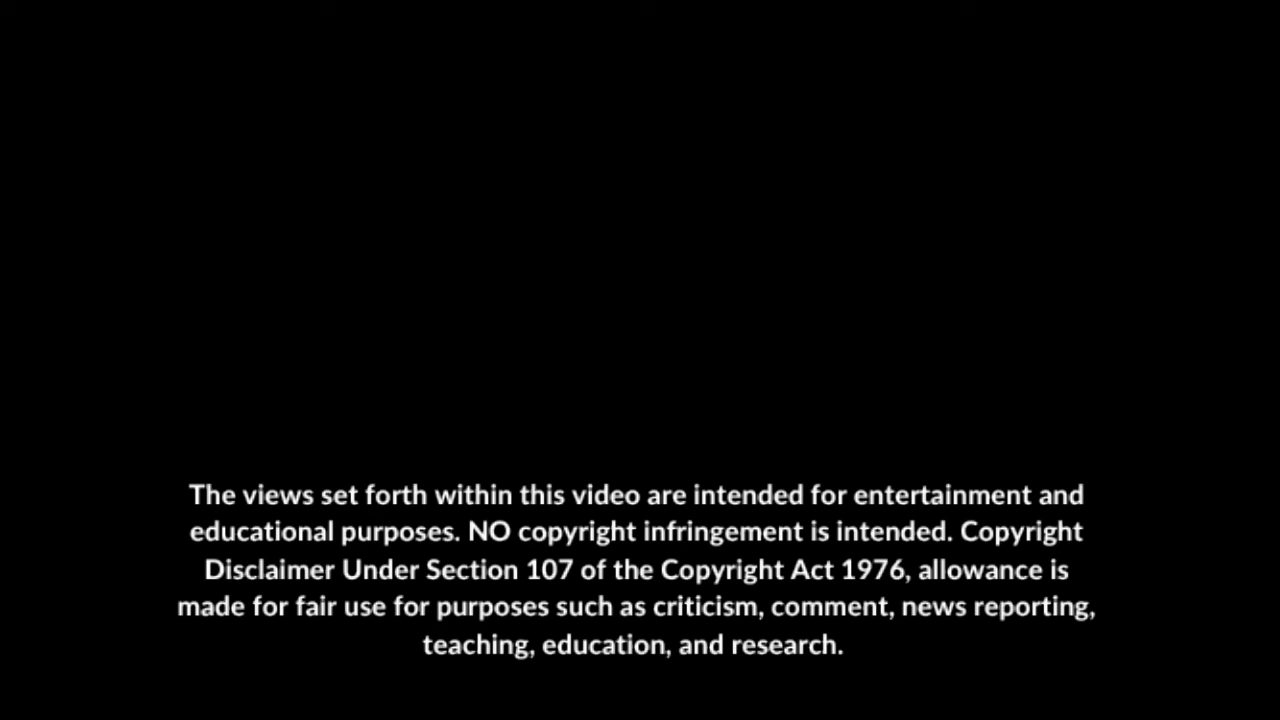 The views set forth within this video are intended for entertainment and
educational purposes. NO copyright infringement is intended. Copyright
Disclaimer Under Section 107 of the Copyright Act 1976, allowance is
made for fair use for purposes such as criticism, comment, news reporting,
teaching, education, and research.